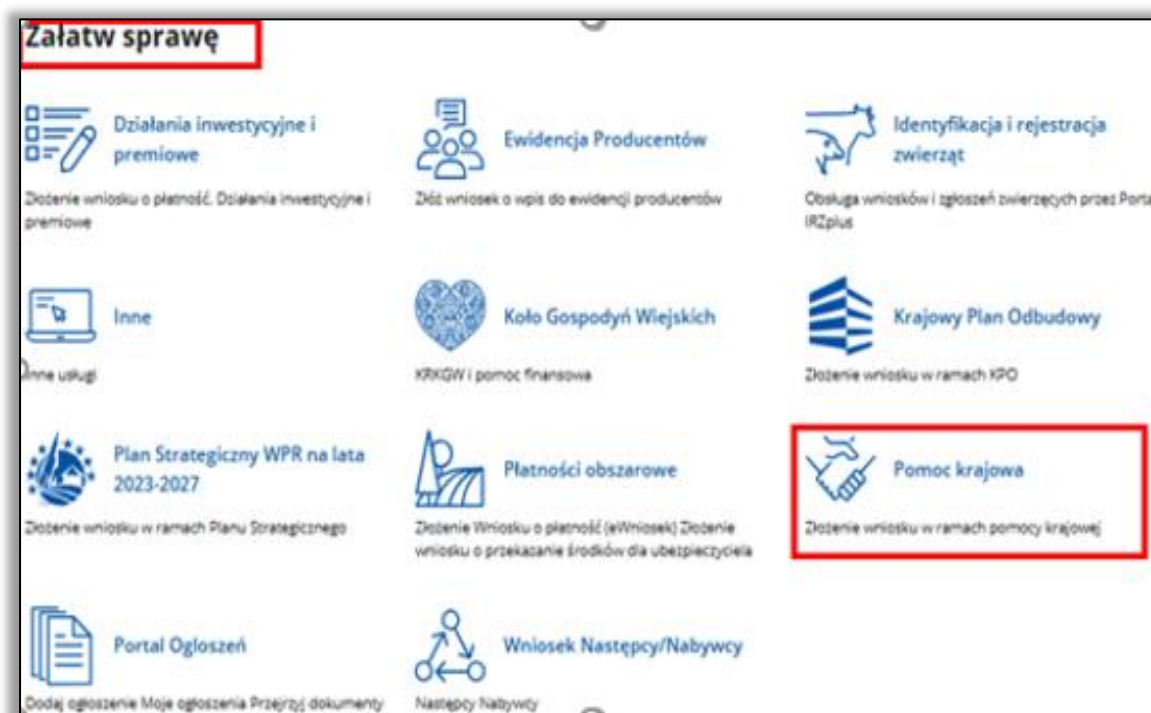 Załatw sprawę
Działania inwestycyjne i
premiowe
Złożenie wniosku o płatność. Działania inwestycyjne i
premiowe
Ewidencja Producentów
Złóż wniosek o wpis do ewidencji producentów
Identyfikacja i rejestracja
zwierząt
Obsługa wniosków i zgłoszeń zwierzęcych przez Porta
IRZplus
Inne
Inne usługi
Koło Gospodyń Wiejskich
KRKGW i pomoc finansowa
Krajowy Plan Odbudowy
Złożenie wniosku w ramach KPO
Plan Strategiczny WPR na lata
2023-2027
Złożenie wniosku w ramach Planu Strategicznego
Płatności obszarowe
Złożenie Wniosku o płatność (eWniosek) Złożenie
wniosku o przekazanie środków dla ubezpieczyciela
Pomoc krajowa
Złożenie wniosku w ramach pomocy krajowej
Portal Ogłoszeń
Dodaj ogłoszenie Moje ogłoszenia Przejrzyj dokumenty
Wniosek Następcy/Nabywcy
Następcy Nabywcy